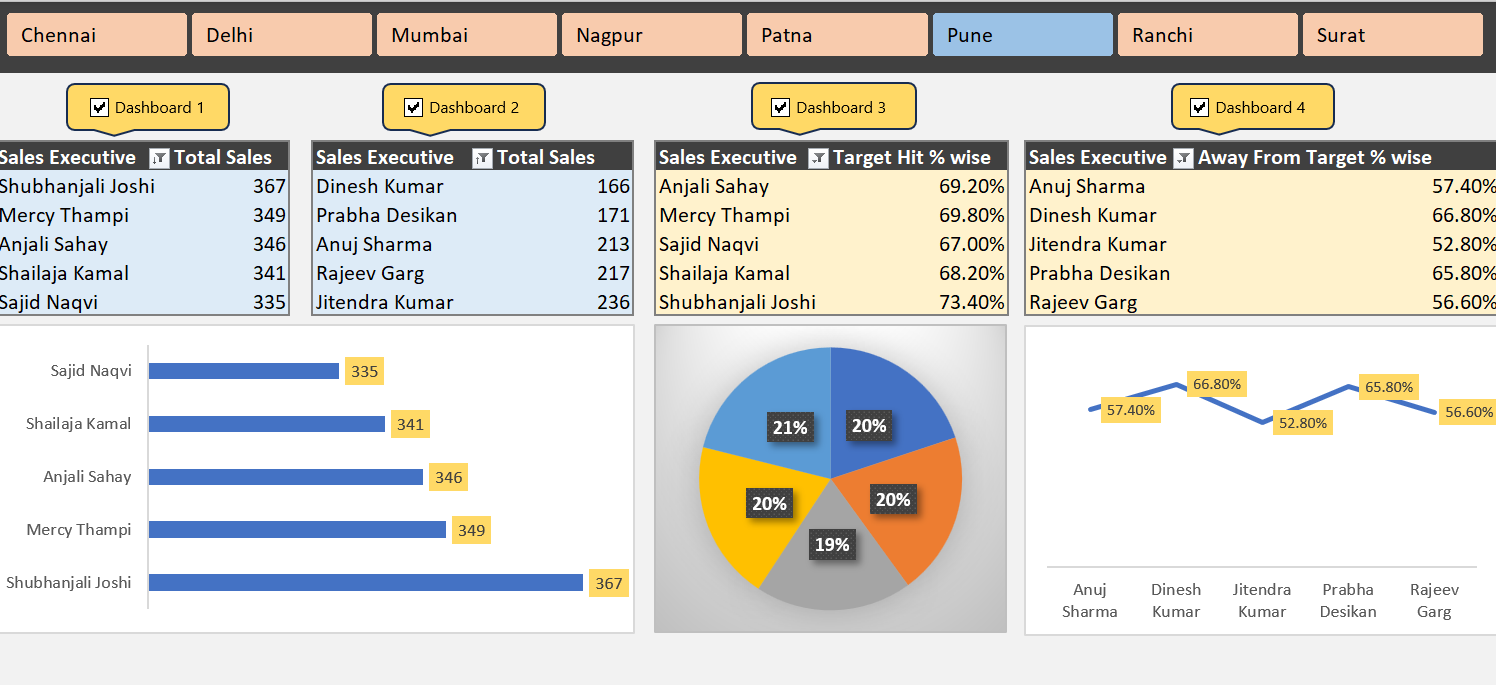 Chennai Delhi Mumbai Nagpur Patna Pune Ranchi Surat
Dashboard 1 Dashboard 2 Dashboard 3 Dashboard 4
Sales Executive Total Sales
Shubhanjali Joshi 367
Mercy Thampi 349
Anjali Sahay 346
Shailaja Kamal 341
Sajid Naqvi 335
Sales Executive Total Sales
Dinesh Kumar 166
Prabha Desikan 171
Anuj Sharma 213
Rajeev Garg 217
Jitendra Kumar 236
Sales Executive Target Hit % wise
Anjali Sahay 69.20%
Mercy Thampi 69.80%
Sajid Naqvi 67.00%
Shailaja Kamal 68.20%
Shubhanjali Joshi 73.40%
Sales Executive Away From Target % wise
Anuj Sharma 57.40%
Dinesh Kumar 66.80%
Jitendra Kumar 52.80%
Prabha Desikan 65.80%
Rajeev Garg 56.60%
Sajid Naqvi 335
Shailaja Kamal 341
Anjali Sahay 346
Mercy Thampi 349
Shubhanjali Joshi 367
21% 20%
20% 20%
19%
57.40% 66.80% 52.80% 65.80% 56.60%
Anuj Dinesh Jitendra Prabha Rajeev
Sharma Kumar Kumar Desikan Garg